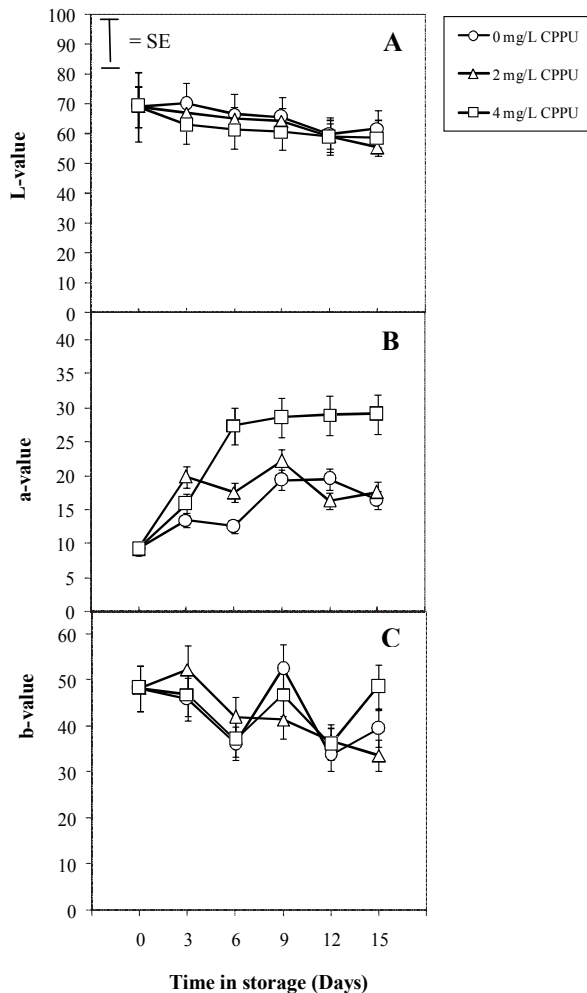 100
90
80
70
60
50
40
30
20
10
0
L-value
= SE
A
0 mg/L CPPU
2 mg/L CPPU
4 mg/L CPPU
40
35
30
25
20
15
10
5
0
a-value
B
60
50
40
30
20
10
0
b-value
C
0 3 6 9 12 15
Time in storage (Days)